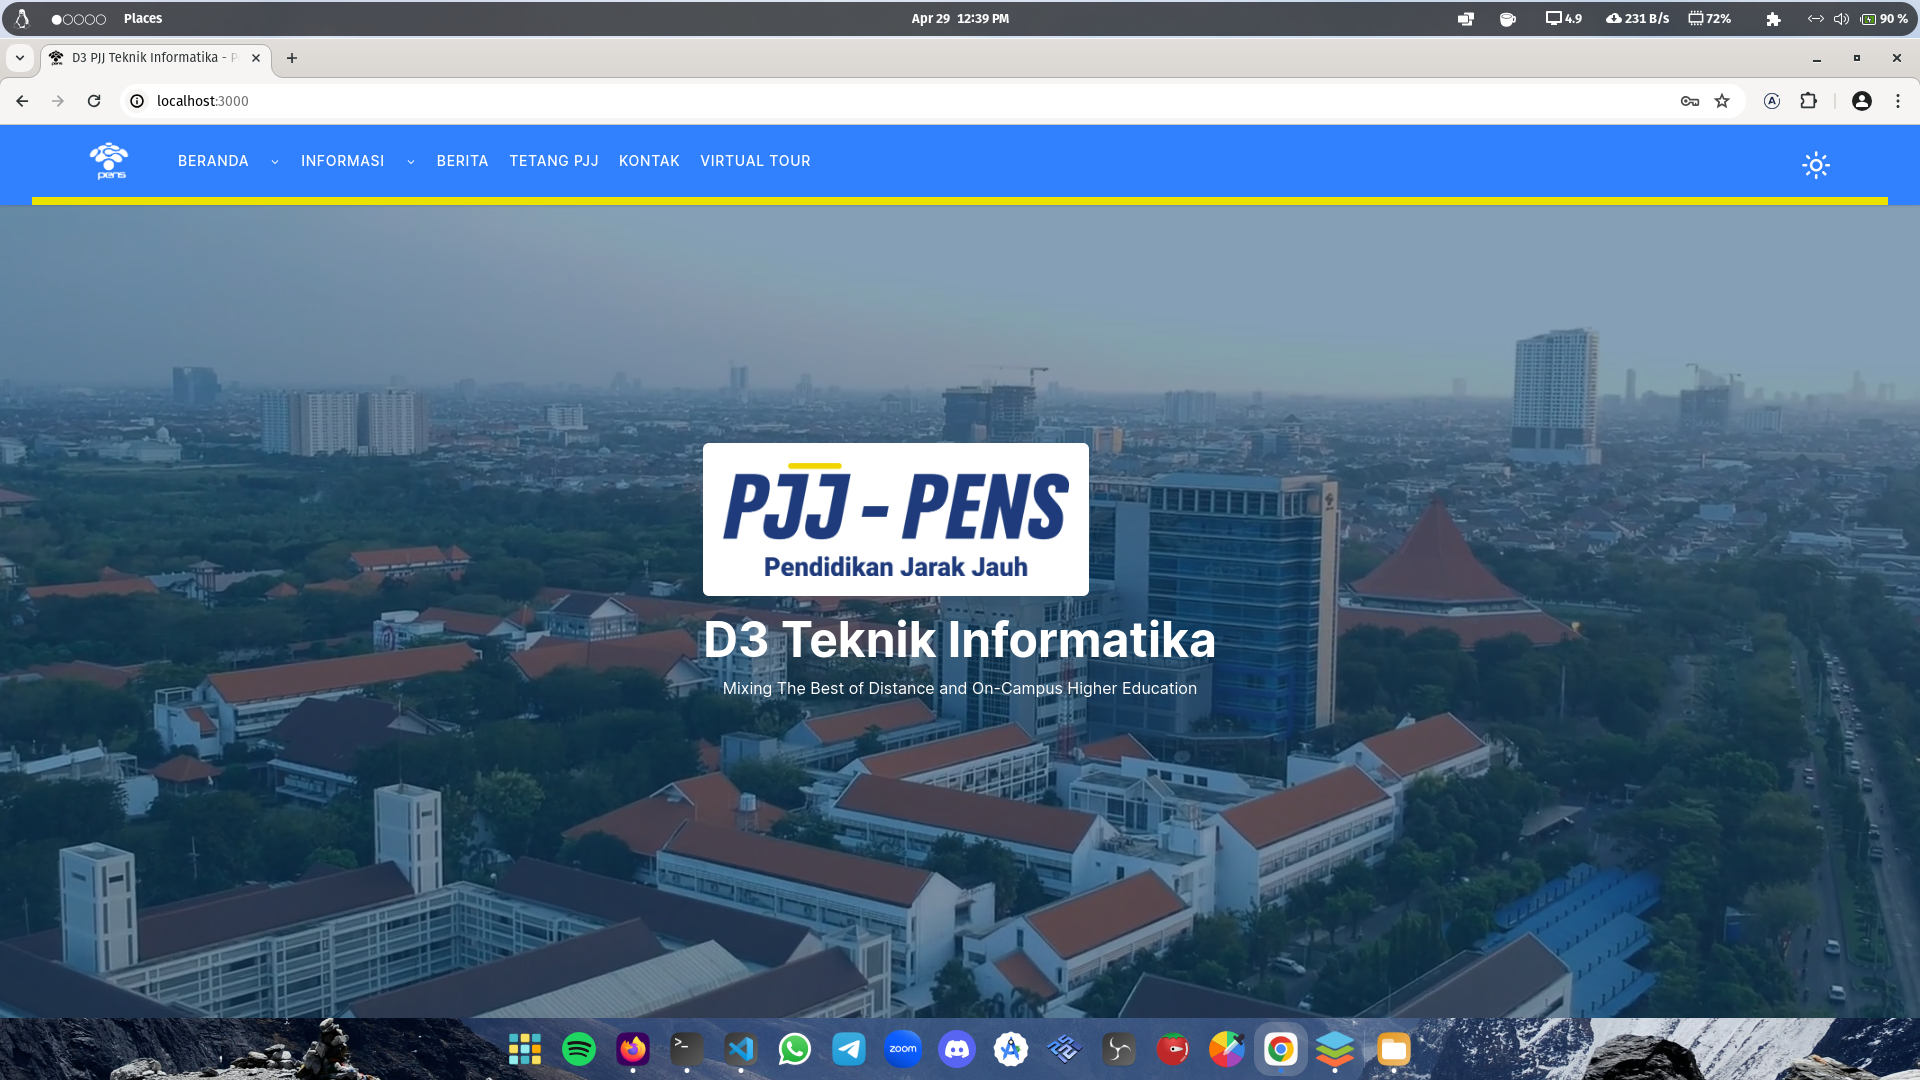 Places
Apr 29 12:39 PM
4.9
231 B/s
72%
90 %
D3 PJJ Teknik Informatika - P
localhost:3000
pens
BERANDA
INFORMASI
BERITA
TETANG PJJ
KONTAK
VIRTUAL TOUR
PJJ - PENS
Pendidikan Jarak Jauh
D3 Teknik Informatika
Mixing The Best of Distance and On-Campus Higher Education
zoom